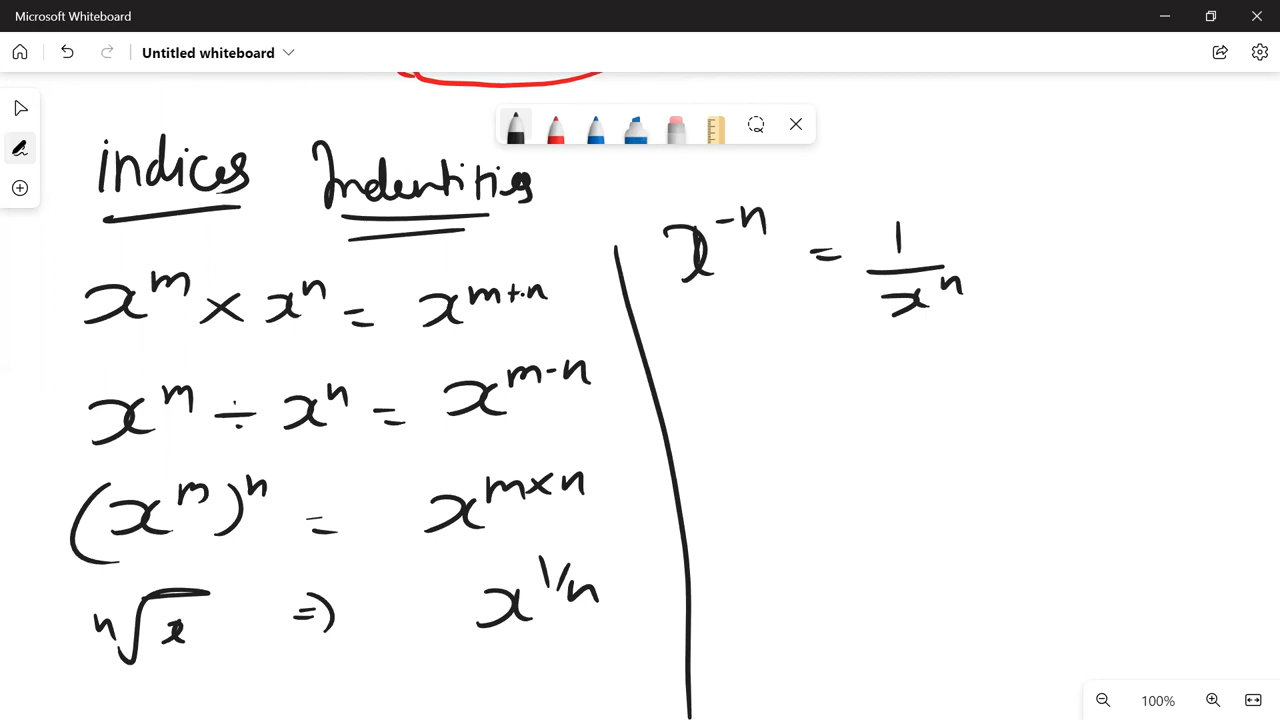 Microsoft Whiteboard
Untitled whiteboard
indices Indentities
x^m × x^n = x^{m+n}
x^m ÷ x^n = x^{m-n}
(x^m)^n = x^{m×n}
ⁿ√x => x^{1/n}
x^{-n} = 1/x^n
100%